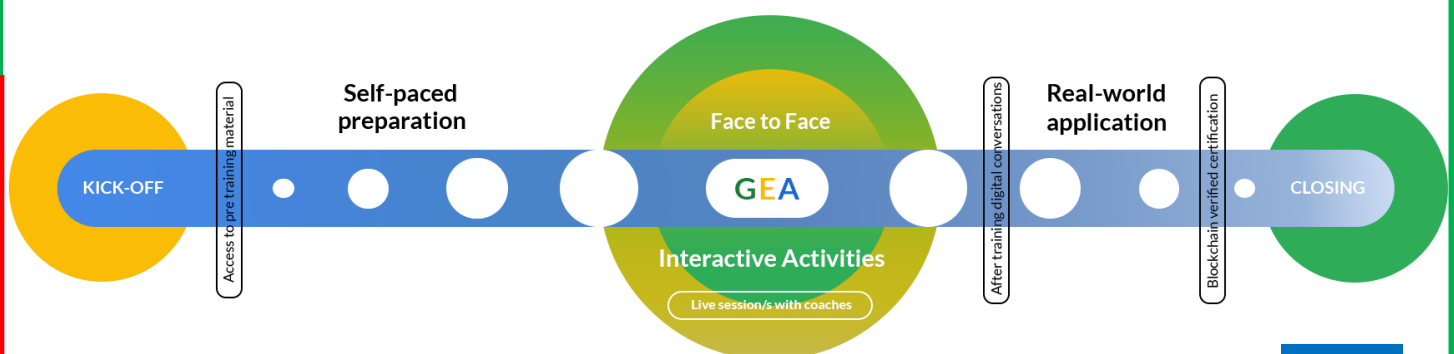 KICK-OFF
Access to pre training material
Self-paced
preparation
Face to Face
GEA
Interactive Activities
Live session/s with coaches
After training digital conversations
Real-world
application
Blockchain verified certification
CLOSING